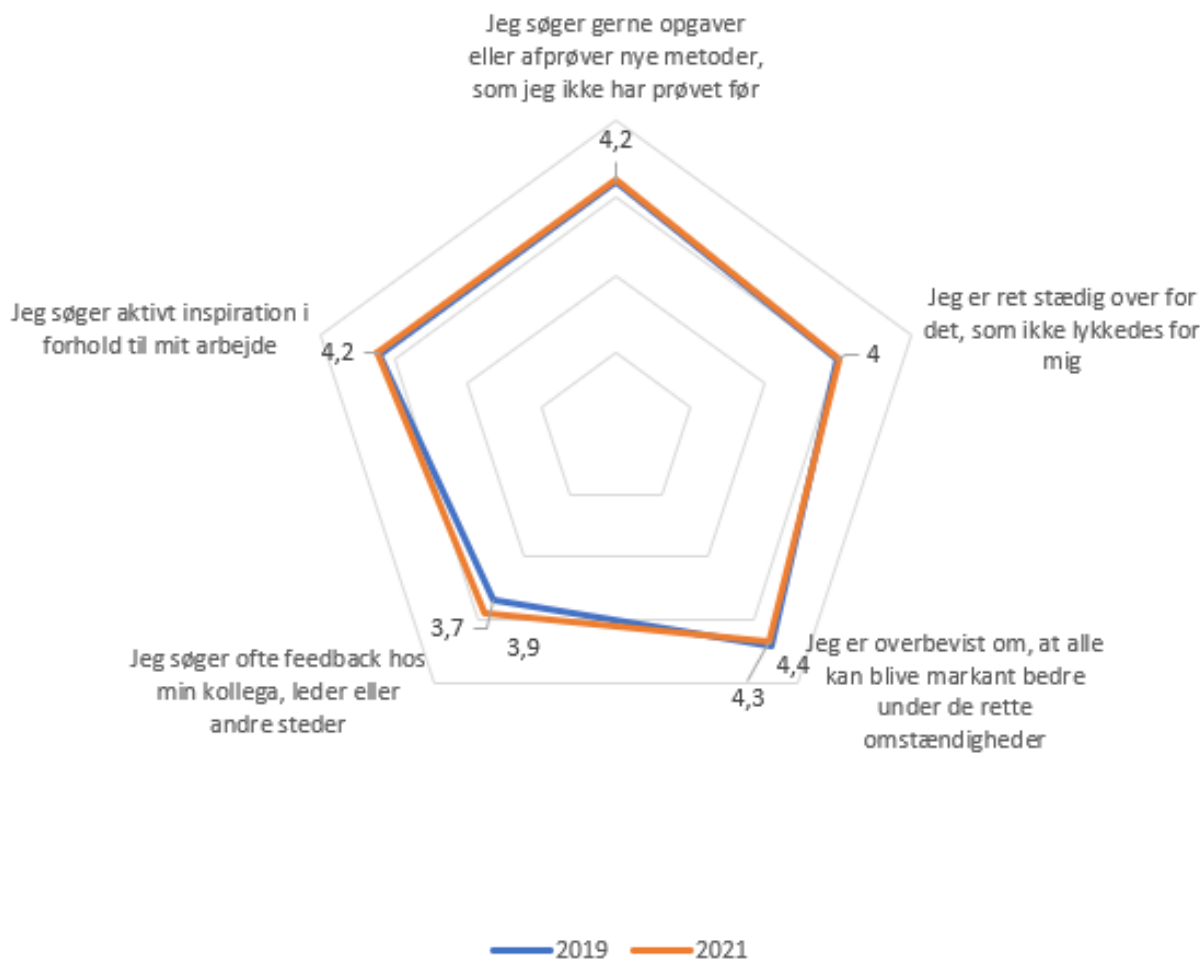 Jeg søger gerne opgaver
eller afprøver nye metoder,
som jeg ikke har prøvet før
4,2
Jeg er ret stædig over for
det, som ikke lykkedes for
mig
4
Jeg søger aktivt inspiration i
forhold til mit arbejde
4,2
3,7
3,9
Jeg søger ofte feedback hos
min kollega, leder eller
andre steder
Jeg er overbevist om, at alle
kan blive markant bedre
under de rette
omstændigheder
4,4
4,3
2019
2021